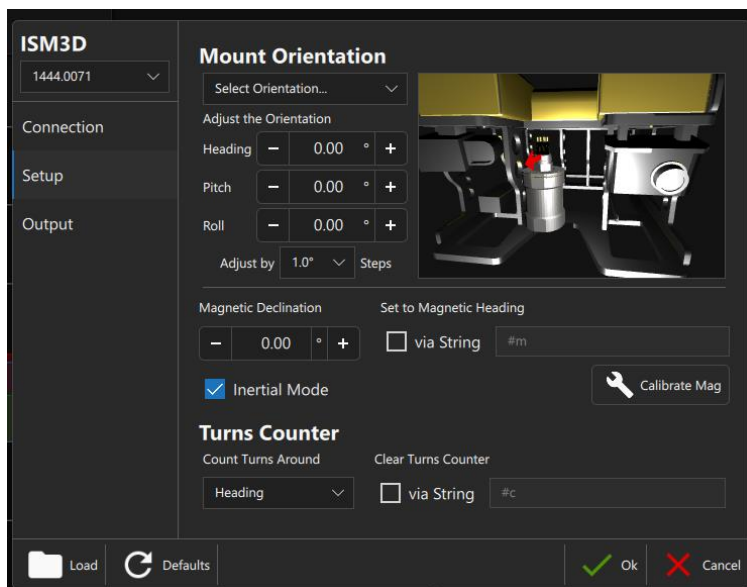 ISM3D
1444.0071
Connection
Setup
Output
Mount Orientation
Select Orientation...
Adjust the Orientation
Heading − 0.00 ° +
Pitch − 0.00 ° +
Roll − 0.00 ° +
Adjust by 1.0° Steps
Magnetic Declination
− 0.00 ° +
Set to Magnetic Heading
via String #m
Inertial Mode
Calibrate Mag
Turns Counter
Count Turns Around
Heading
Clear Turns Counter
via String #c
Load
Defaults
Ok
Cancel